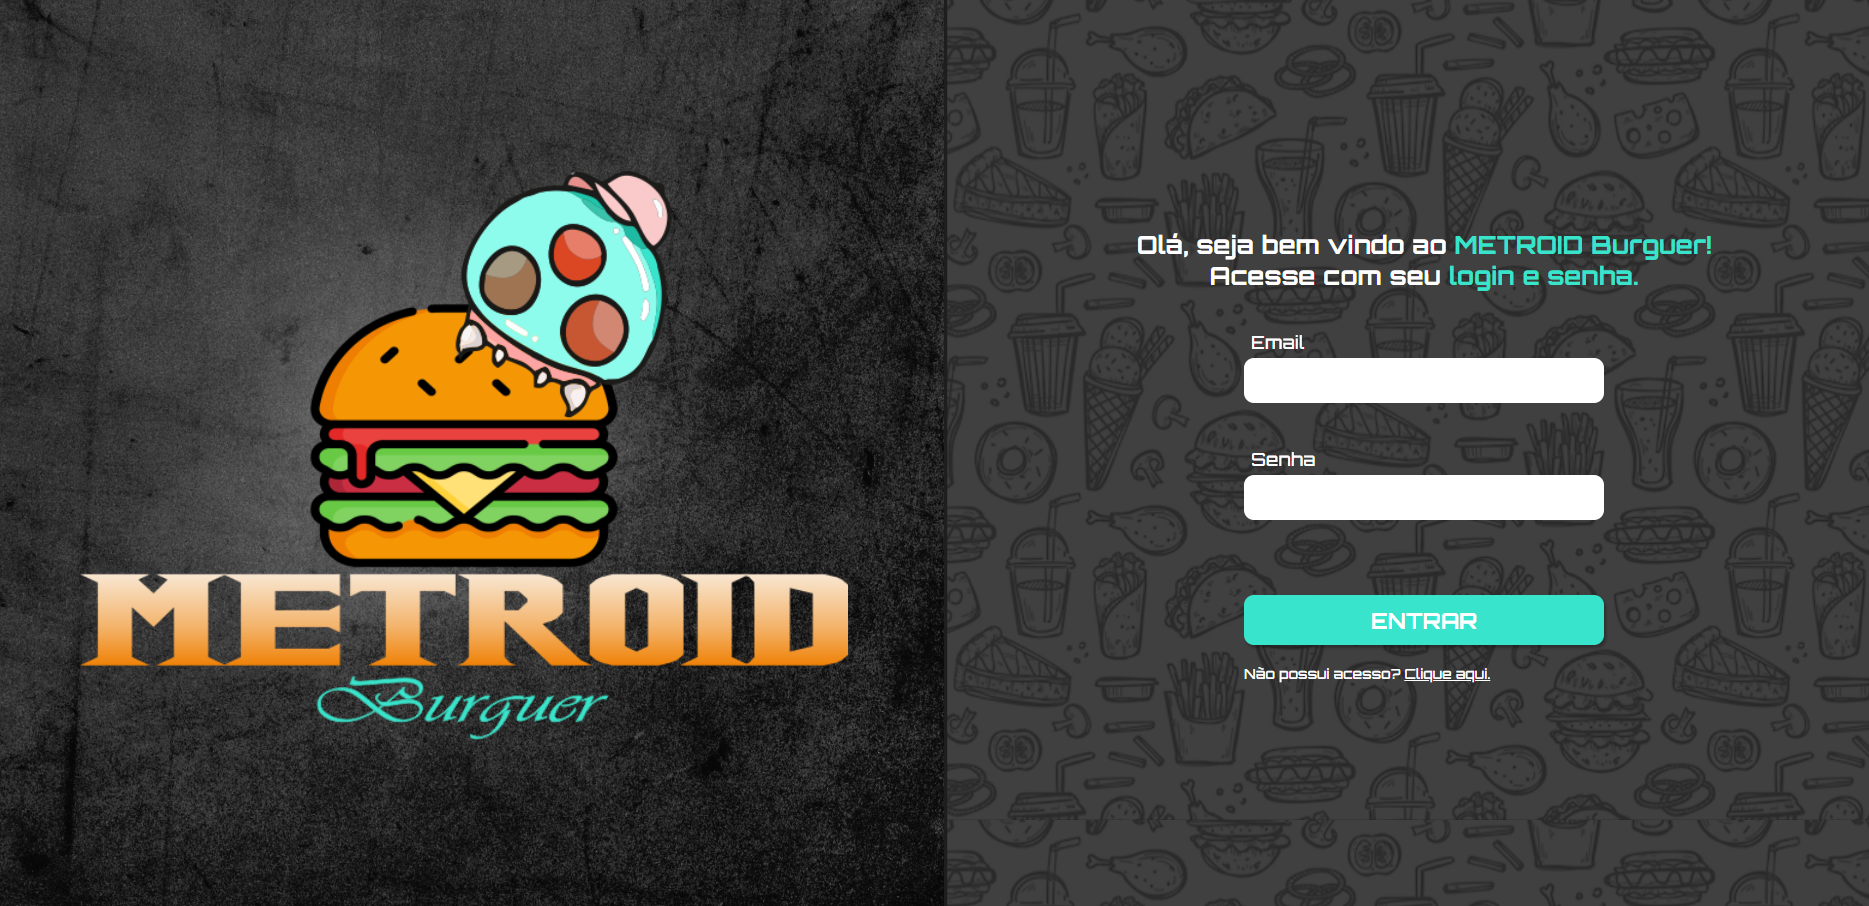 METROID
Burguer
Olá, seja bem vindo ao METROID Burguer!
Acesse com seu login e senha.
Email
Senha
ENTRAR
Não possui acesso? Clique aqui.